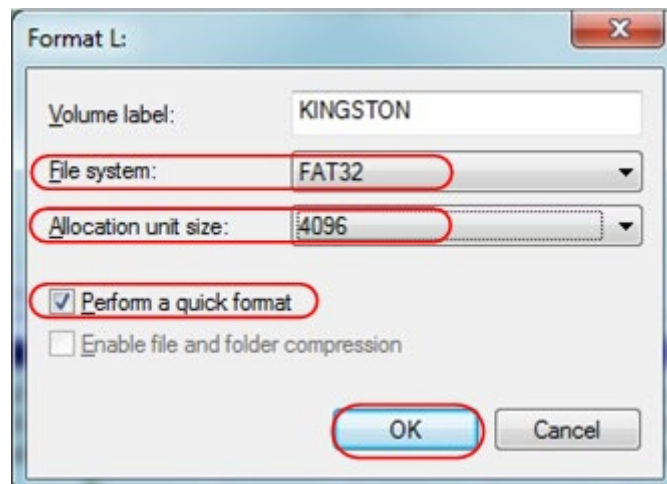 Format L:
Volume label: KINGSTON
File system: FAT32
Allocation unit size: 4096
Perform a quick format
Enable file and folder compression
OK Cancel